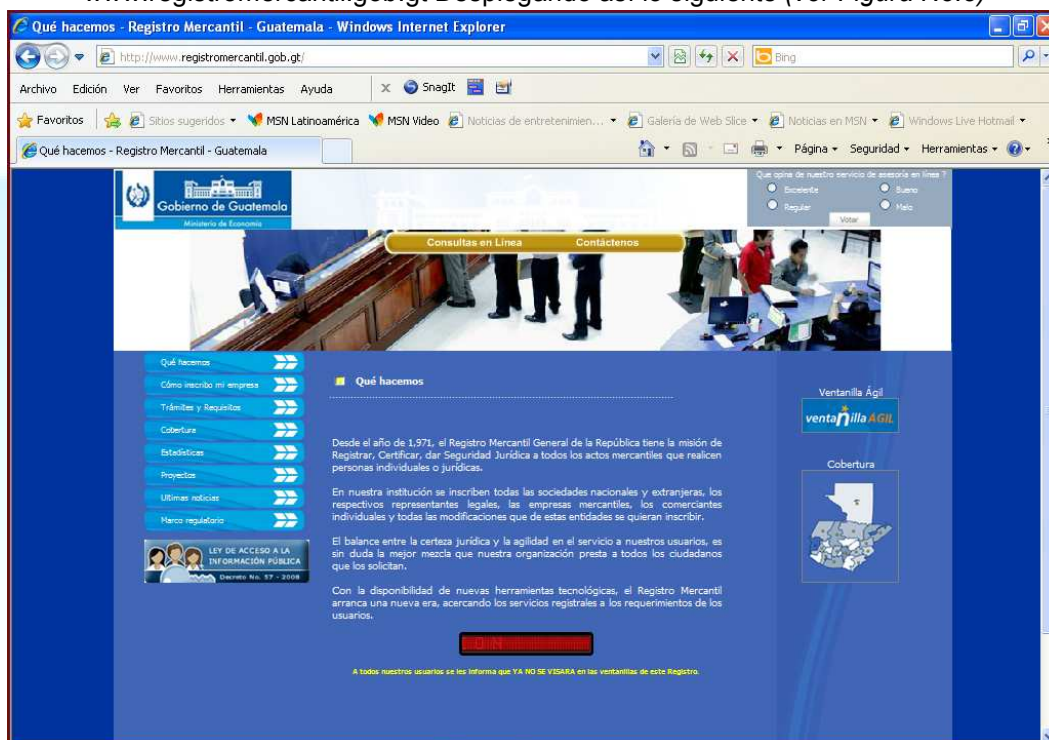 www.registromercantil.gob.gt Desplegando así lo siguiente (Ver Figura No.6)
Qué hacemos - Registro Mercantil - Guatemala - Windows Internet Explorer
http://www.registromercantil.gob.gt/
Bing
Archivo Edición Ver Favoritos Herramientas Ayuda x SnagIt
Favoritos Sitios sugeridos MSN Latinoamérica MSN Video Noticias de entretenimien... Galería de Web Slice Noticias en MSN Windows Live Hotmail
Qué hacemos - Registro Mercantil - Guatemala
Página Seguridad Herramientas
Gobierno de Guatemala
Ministerio de Economía
Que opina de nuestro servicio de asesoría en línea ?
Excelente Bueno
Regular Malo
Votar
Consultas en Línea Contáctenos
Qué hacemos
Cómo inscribo mi empresa
Trámites y Requisitos
Cobertura
Estadísticas
Proyectos
Ultimas noticias
Marco regulatorio
LEY DE ACCESO A LA
INFORMACIÓN PÚBLICA
Decreto No. 57 - 2008
Qué hacemos
Desde el año de 1,971, el Registro Mercantil General de la República tiene la misión de
Registrar, Certificar, dar Seguridad Jurídica a todos los actos mercantiles que realicen
personas individuales o jurídicas.
En nuestra institución se inscriben todas las sociedades nacionales y extranjeras, los
respectivos representantes legales, las empresas mercantiles, los comerciantes
individuales y todas las modificaciones que de estas entidades se quieran inscribir.
El balance entre la certeza jurídica y la agilidad en el servicio a nuestros usuarios, es
sin duda la mejor mezcla que nuestra organización presta a todos los ciudadanos
que los solicitan.
Con la disponibilidad de nuevas herramientas tecnológicas, el Registro Mercantil
arranca una nueva era, acercando los servicios registrales a los requerimientos de los
usuarios.
A todos nuestros usuarios se les informa que YA NO SE VISARA en las ventanillas de este Registro.
Ventanilla Ágil
ventanilla AGIL
Cobertura